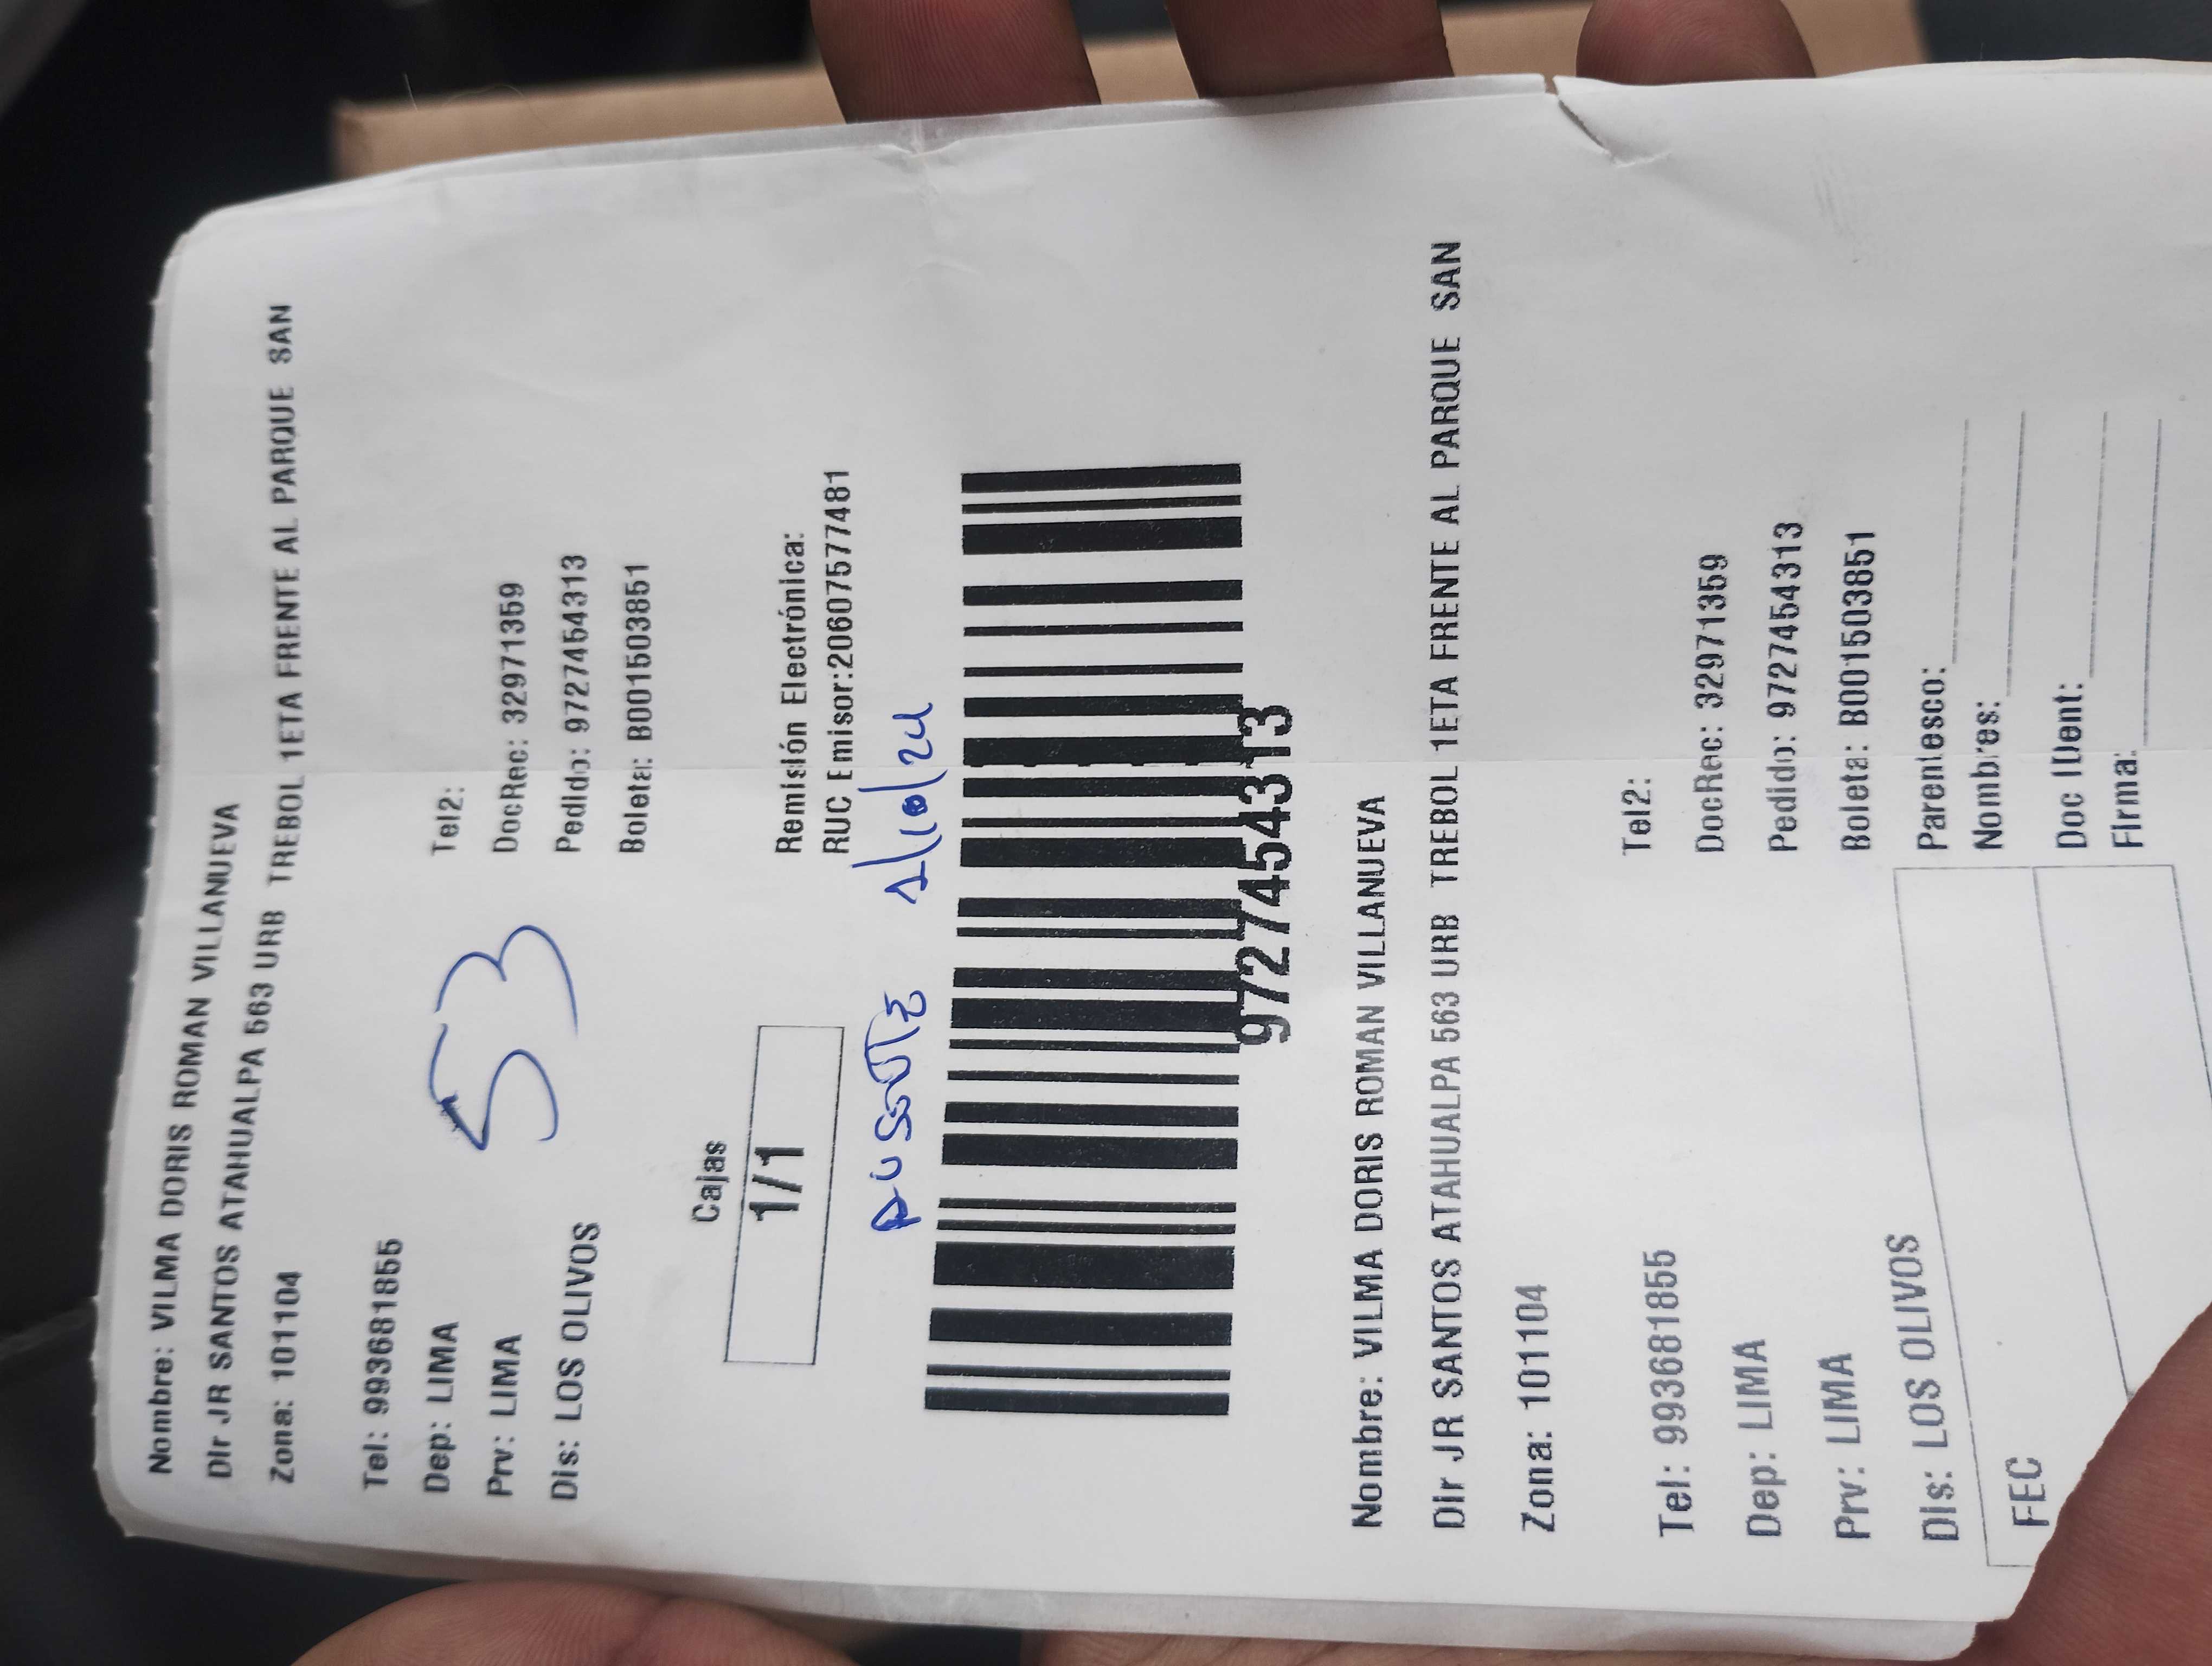 Nombre: VILMA DORIS ROMAN VILLANUEVA
Dir JR SANTOS ATAHUALPA 563 URB TREBOL 1ETA FRENTE AL PARQUE SAN
Zona: 101104
Tel: 993681855
Tel2:
Dep: LIMA
DocRec: 32971359
Prv: LIMA
Pedido: 9727454313
Dis: LOS OLIVOS
Boleta: B001503851
53
Cajas
1/1
Remisión Electrónica:
RUC Emisor:20607577481
AUSENTE 1/10/24
9727454313
Nombre: VILMA DORIS ROMAN VILLANUEVA
Dir JR SANTOS ATAHUALPA 563 URB TREBOL 1ETA FRENTE AL PARQUE SAN
Zona: 101104
Tel: 993681855
Tel2:
Dep: LIMA
DocRec: 32971359
Prv: LIMA
Pedido: 9727454313
Dis: LOS OLIVOS
Boleta: B001503851
Parentesco:
FEC
Nombres:
Doc IDent:
Firma: